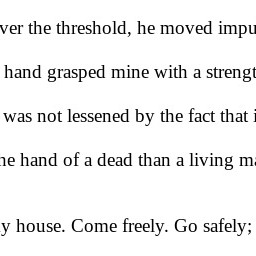 ver the threshold, he moved impu
hand grasped mine with a strengt
was not lessened by the fact that i
he hand of a dead than a living ma
y house. Come freely. Go safely;